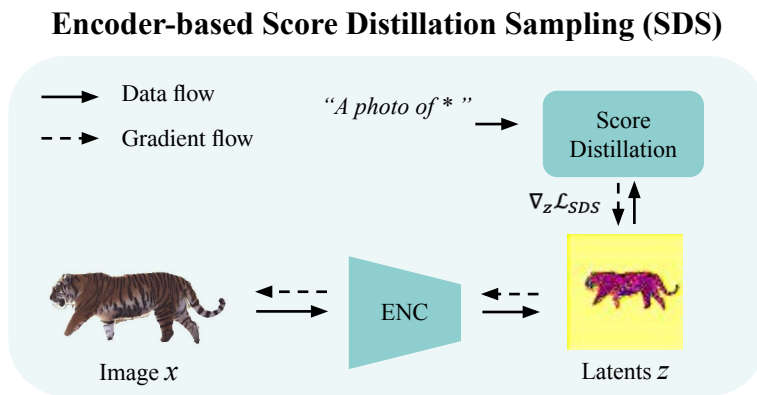 Encoder-based Score Distillation Sampling (SDS)
Data flow
Gradient flow
“A photo of * ”
Score
Distillation
∇zℒSDS
ENC
Image x
Latents z